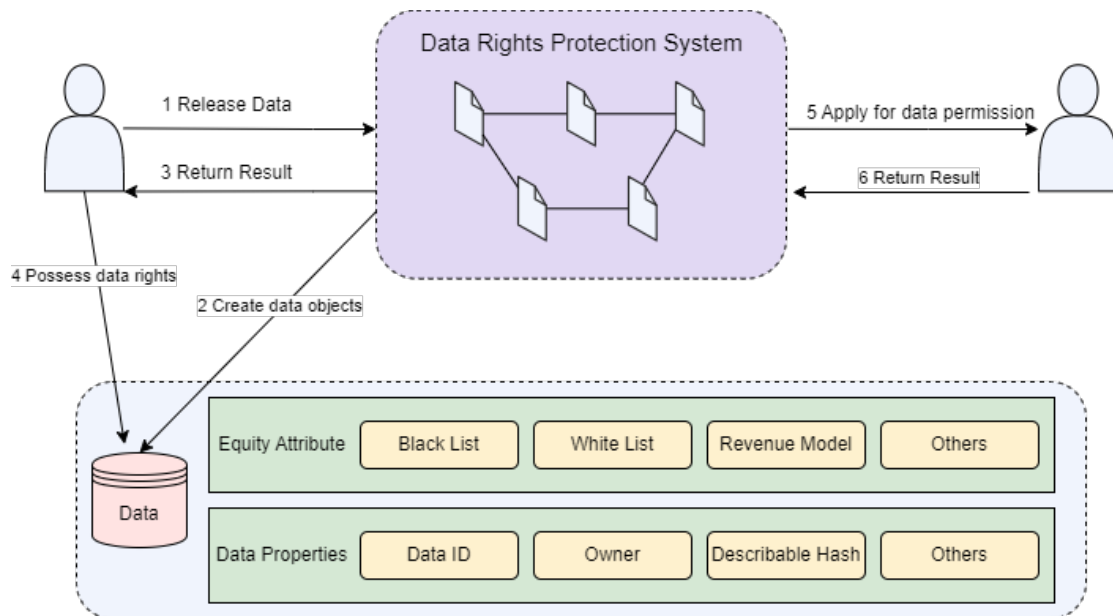 Data Rights Protection System
1 Release Data
5 Apply for data permission
3 Return Result
6 Return Result
4 Possess data rights
2 Create data objects
Equity Attribute
Black List
White List
Revenue Model
Others
Data
Data Properties
Data ID
Owner
Describable Hash
Others